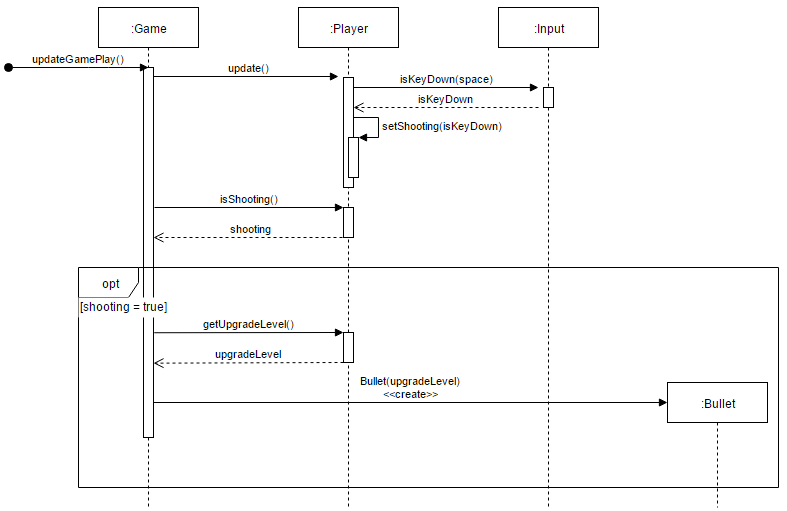 :Game
:Player
:Input
updateGamePlay()
update()
isKeyDown(space)
isKeyDown
setShooting(isKeyDown)
isShooting()
shooting
opt
[shooting = true]
getUpgradeLevel()
upgradeLevel
Bullet(upgradeLevel)
<<create>>
:Bullet